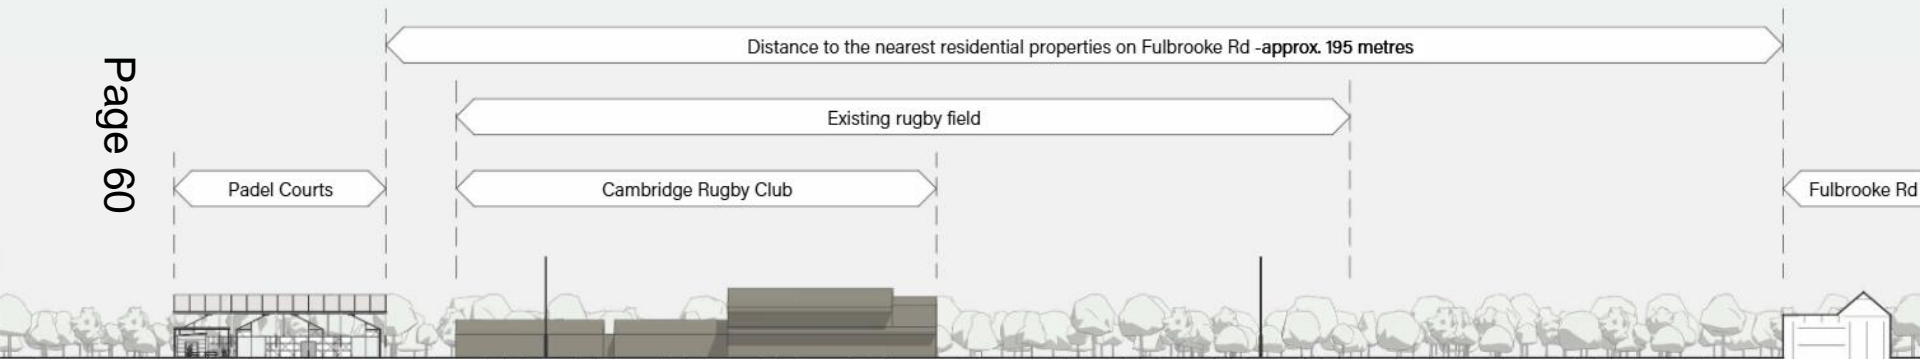 Page 60
Distance to the nearest residential properties on Fulbrooke Rd -approx. 195 metres
Existing rugby field
Padel Courts
Cambridge Rugby Club
Fulbrooke Rd